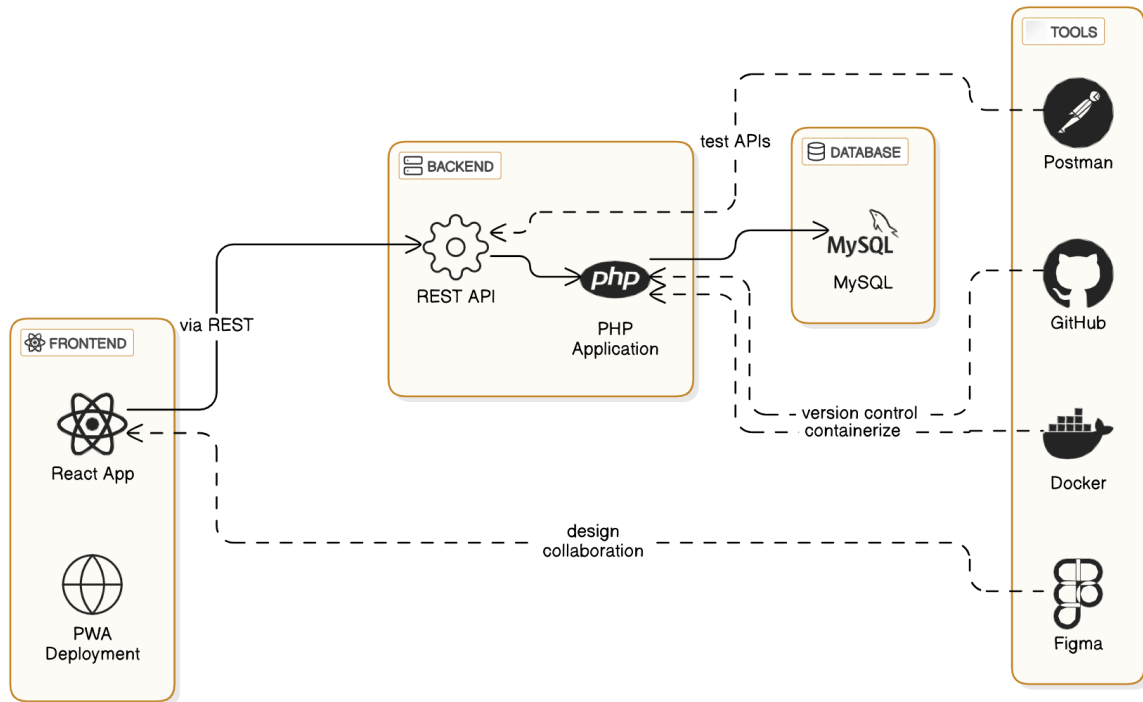 TOOLS
Postman
test APIs
DATABASE
MySQL
MySQL
BACKEND
REST API
php
PHP
Application
GitHub
via REST
FRONTEND
React App
version control
containerize
Docker
design
collaboration
PWA
Deployment
Figma